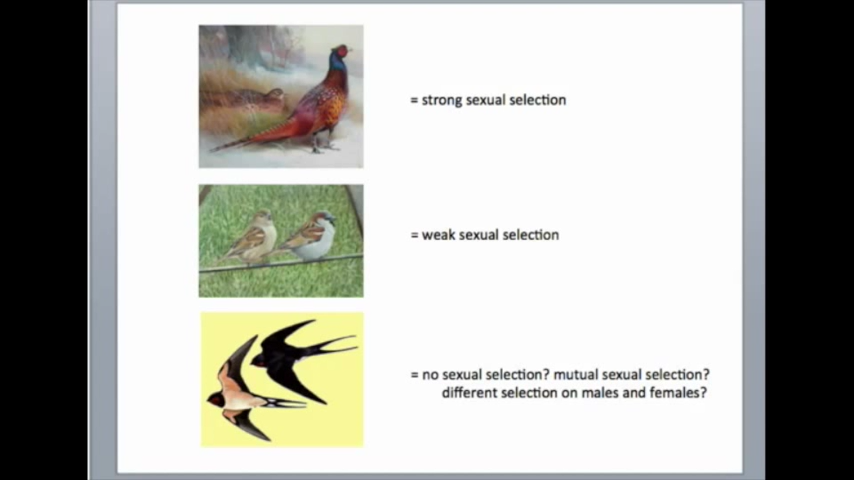 = strong sexual selection
= weak sexual selection
= no sexual selection? mutual sexual selection?
different selection on males and females?